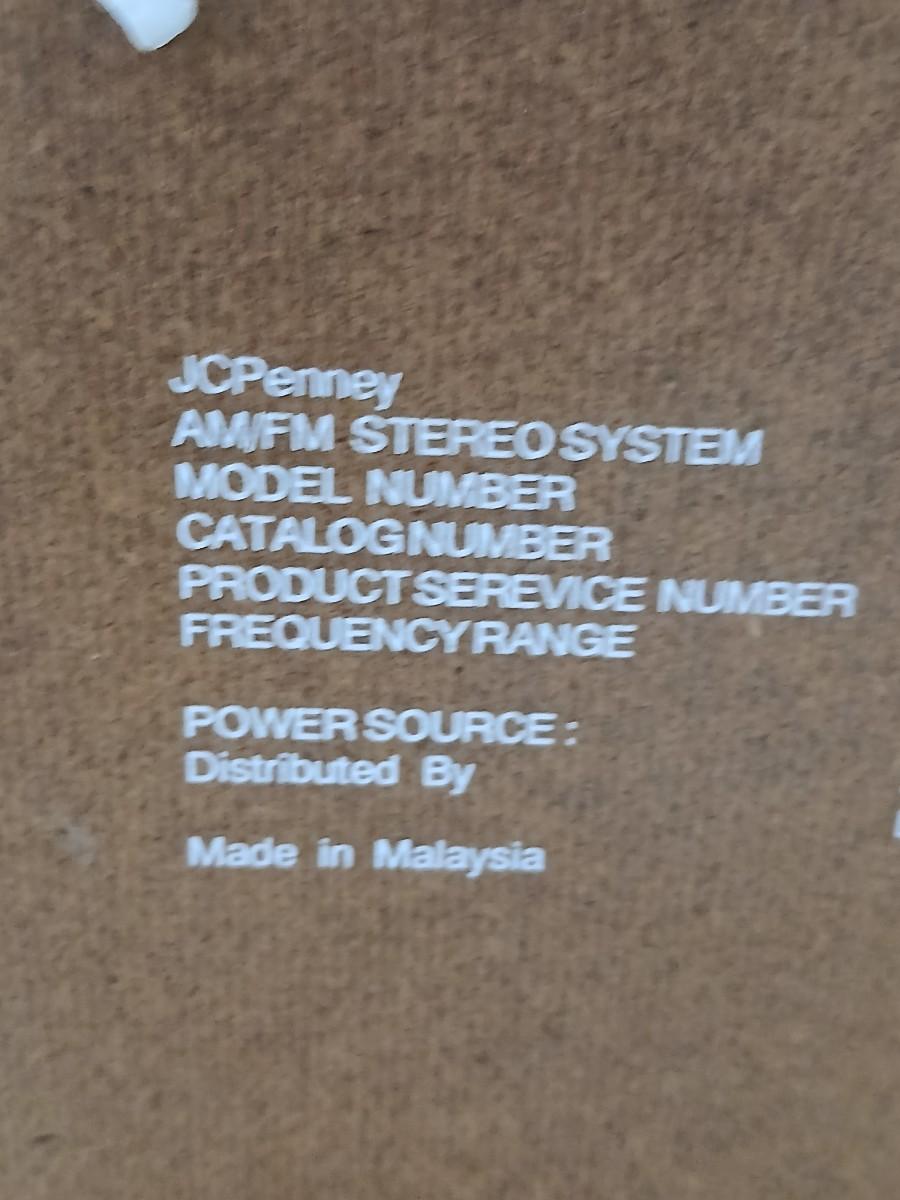 JCPenney
AM/FM STEREO SYSTEM
MODEL NUMBER
CATALOG NUMBER
PRODUCT SEREVICE NUMBER
FREQUENCY RANGE
POWER SOURCE :
Distributed By
Made in Malaysia